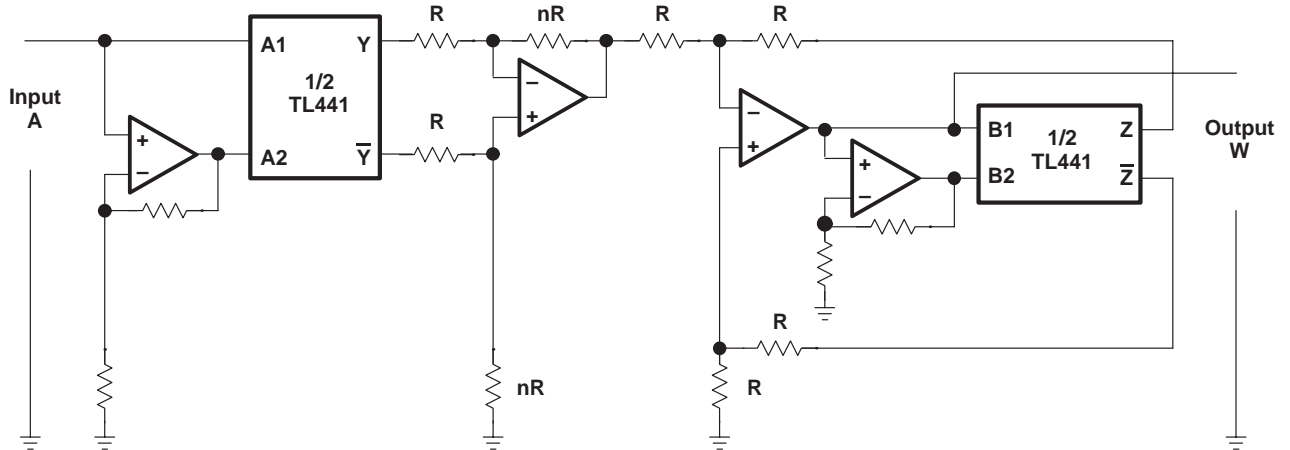 R
nR
R
R
Input
A
A1
Y
1/2
TL441
A2
Y̅
+
−
R
−
+
nR
−
+
+
−
B1
Z
1/2
TL441
B2
Z̅
Output
W
R
R